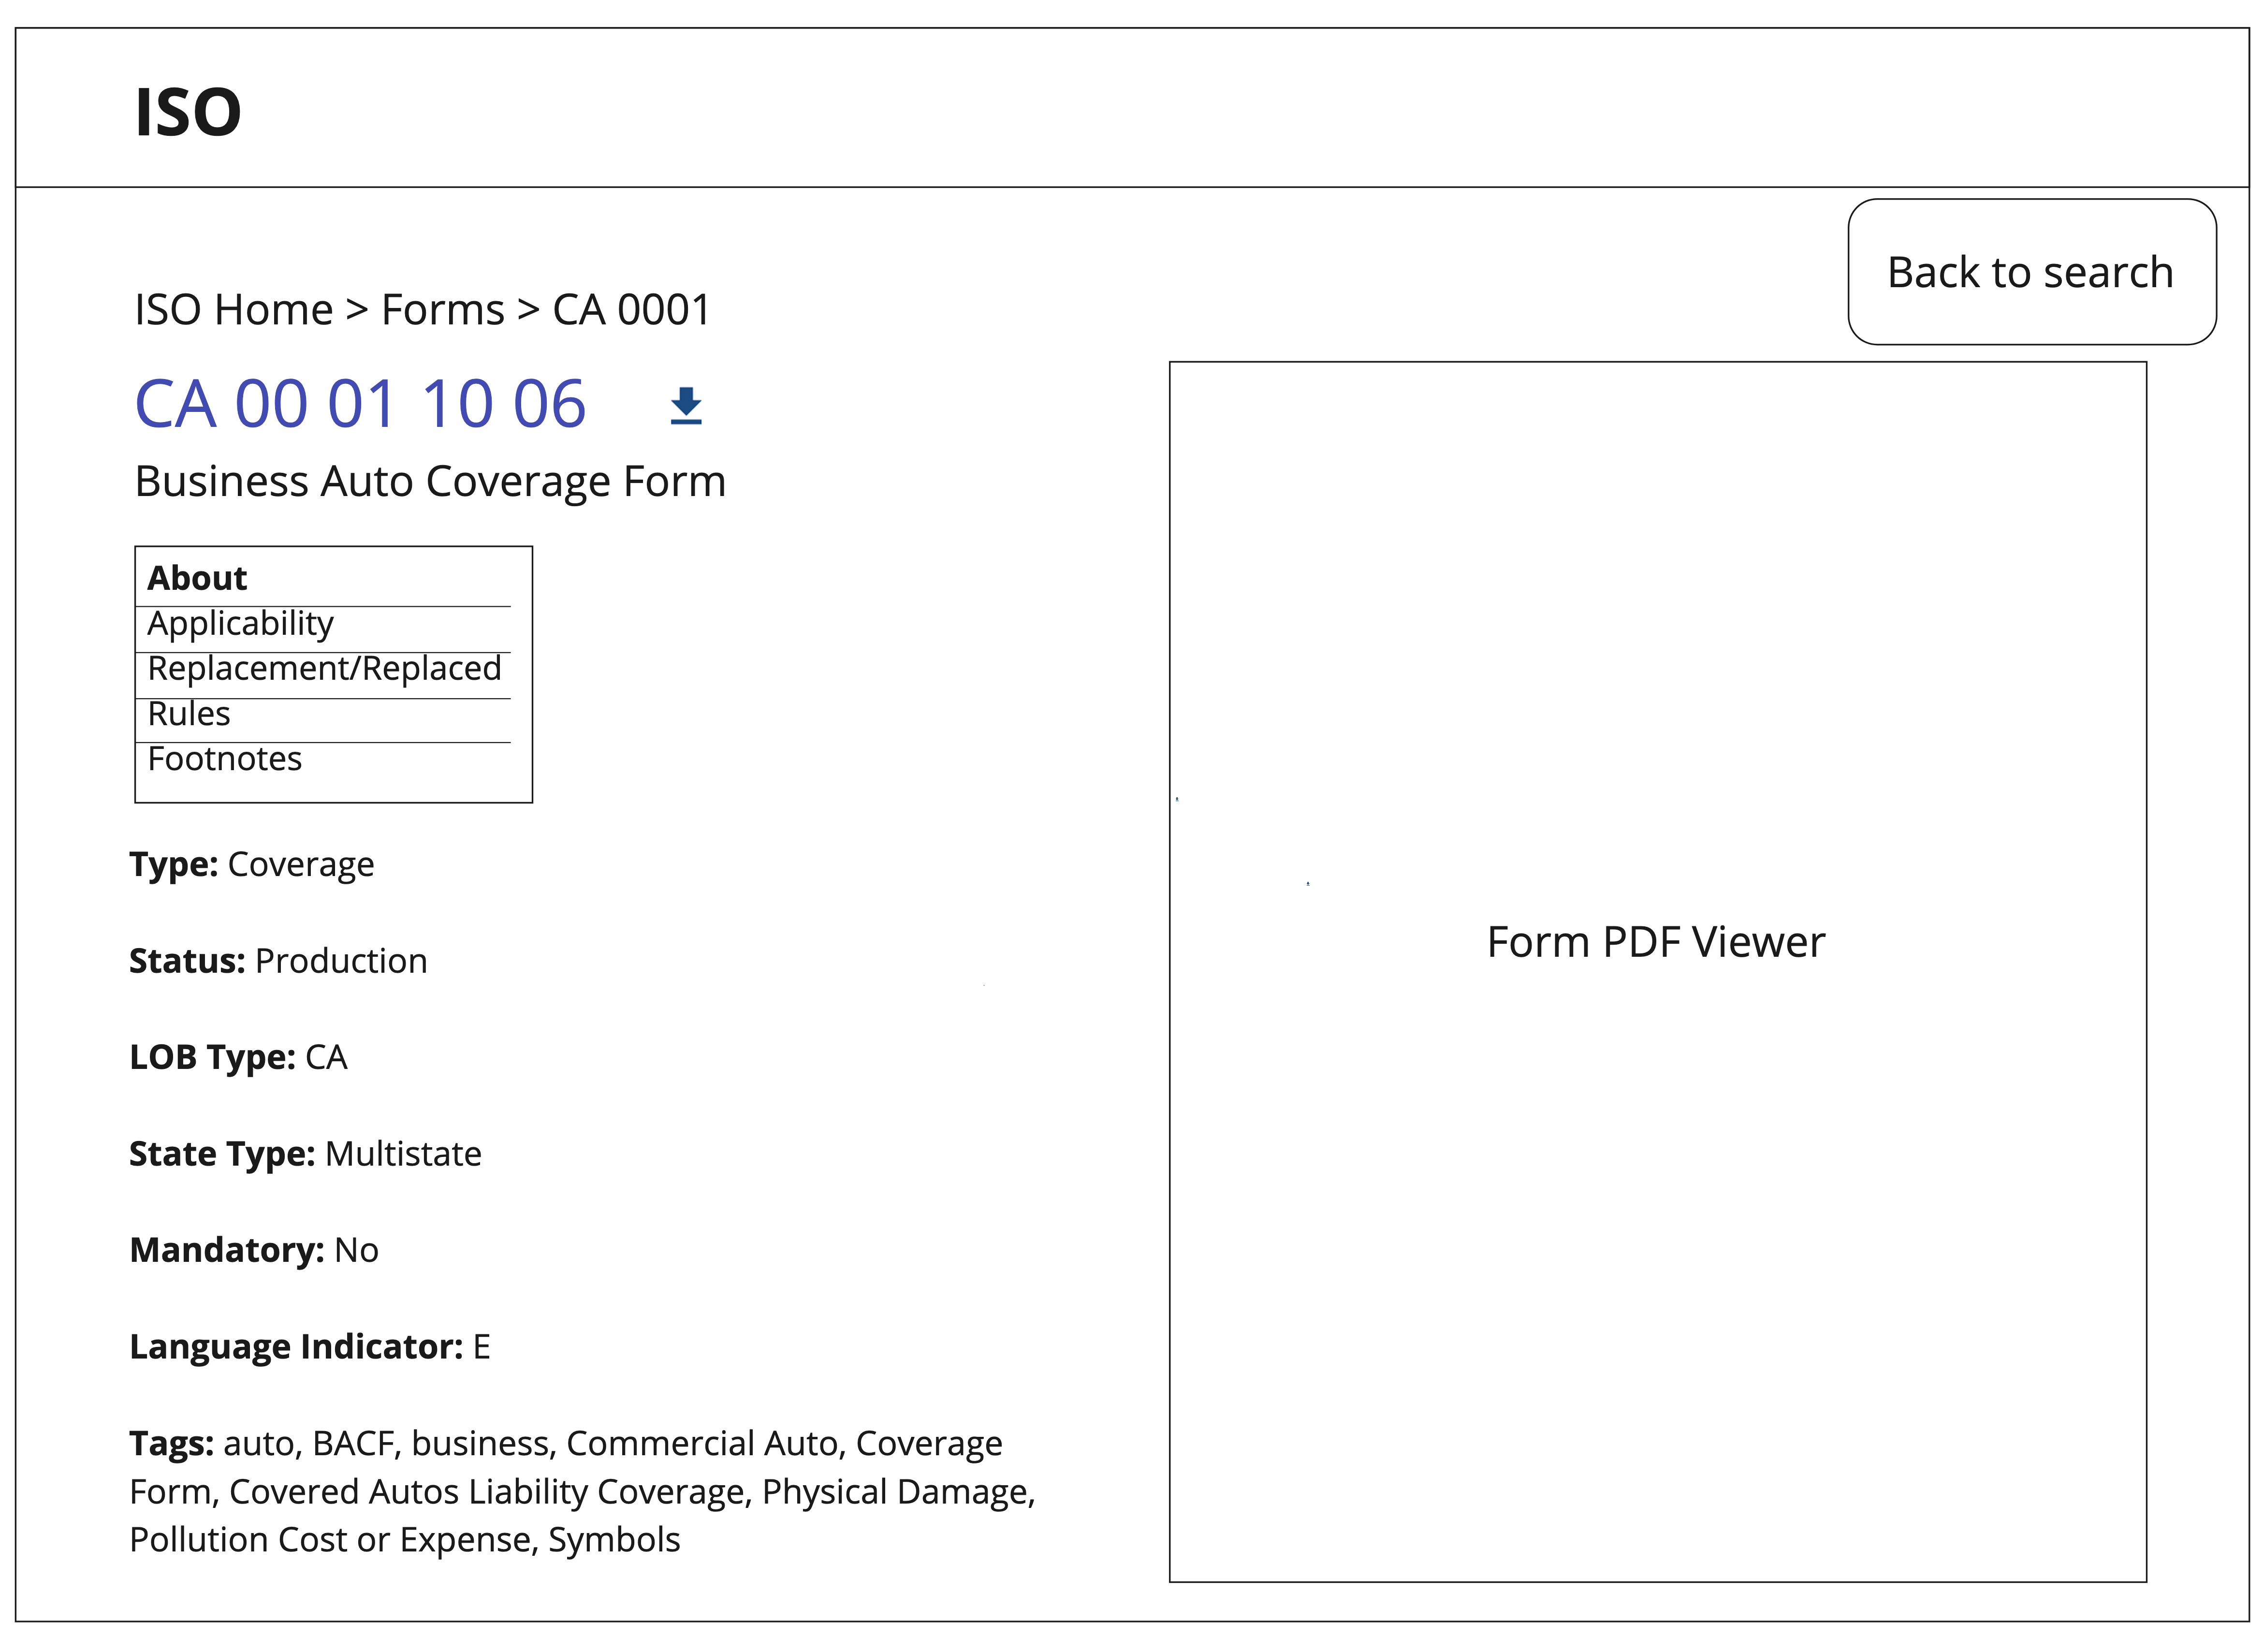 ISO
Back to search
ISO Home > Forms > CA 0001
CA 00 01 10 06
Business Auto Coverage Form
About
Applicability
Replacement/Replaced
Rules
Footnotes
Type: Coverage
Status: Production
LOB Type: CA
State Type: Multistate
Mandatory: No
Language Indicator: E
Tags: auto, BACF, business, Commercial Auto, Coverage
Form, Covered Autos Liability Coverage, Physical Damage,
Pollution Cost or Expense, Symbols
Form PDF Viewer